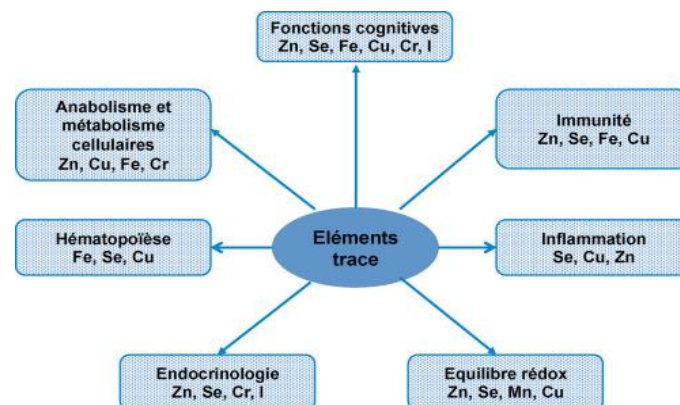 Fonctions cognitives
Zn, Se, Fe, Cu, Cr, I
Anabolisme et
métabolisme
cellulaires
Zn, Cu, Fe, Cr
Immunité
Zn, Se, Fe, Cu
Hématopoïèse
Fe, Se, Cu
Eléments
trace
Inflammation
Se, Cu, Zn
Endocrinologie
Zn, Se, Cr, I
Equilibre rédox
Zn, Se, Mn, Cu